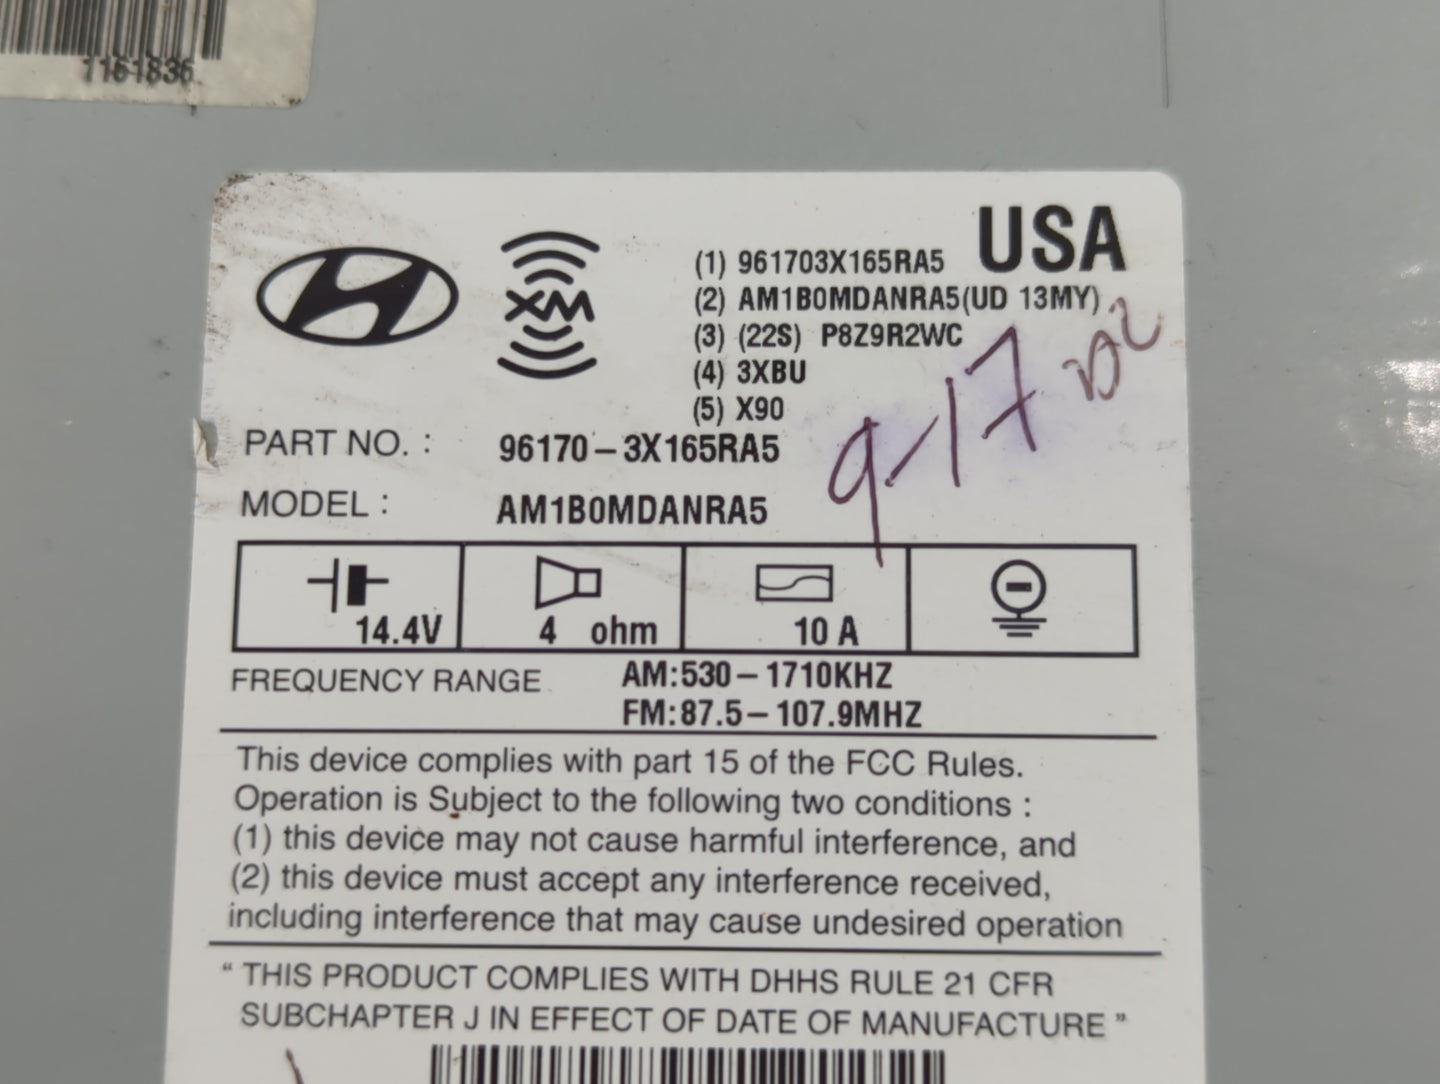 1161836
USA
XM
(1) 961703X165RA5
(2) AM1B0MDANRA5(UD 13MY)
(3) (22S) P8Z9R2WC
(4) 3XBU
(5) X90
9-17
PART NO. : 96170-3X165RA5
MODEL : AM1B0MDANRA5
14.4V 4 ohm 10 A
FREQUENCY RANGE AM:530-1710KHZ
FM:87.5-107.9MHZ
This device complies with part 15 of the FCC Rules.
Operation is Subject to the following two conditions :
(1) this device may not cause harmful interference, and
(2) this device must accept any interference received,
including interference that may cause undesired operation
“ THIS PRODUCT COMPLIES WITH DHHS RULE 21 CFR
SUBCHAPTER J IN EFFECT OF DATE OF MANUFACTURE ”